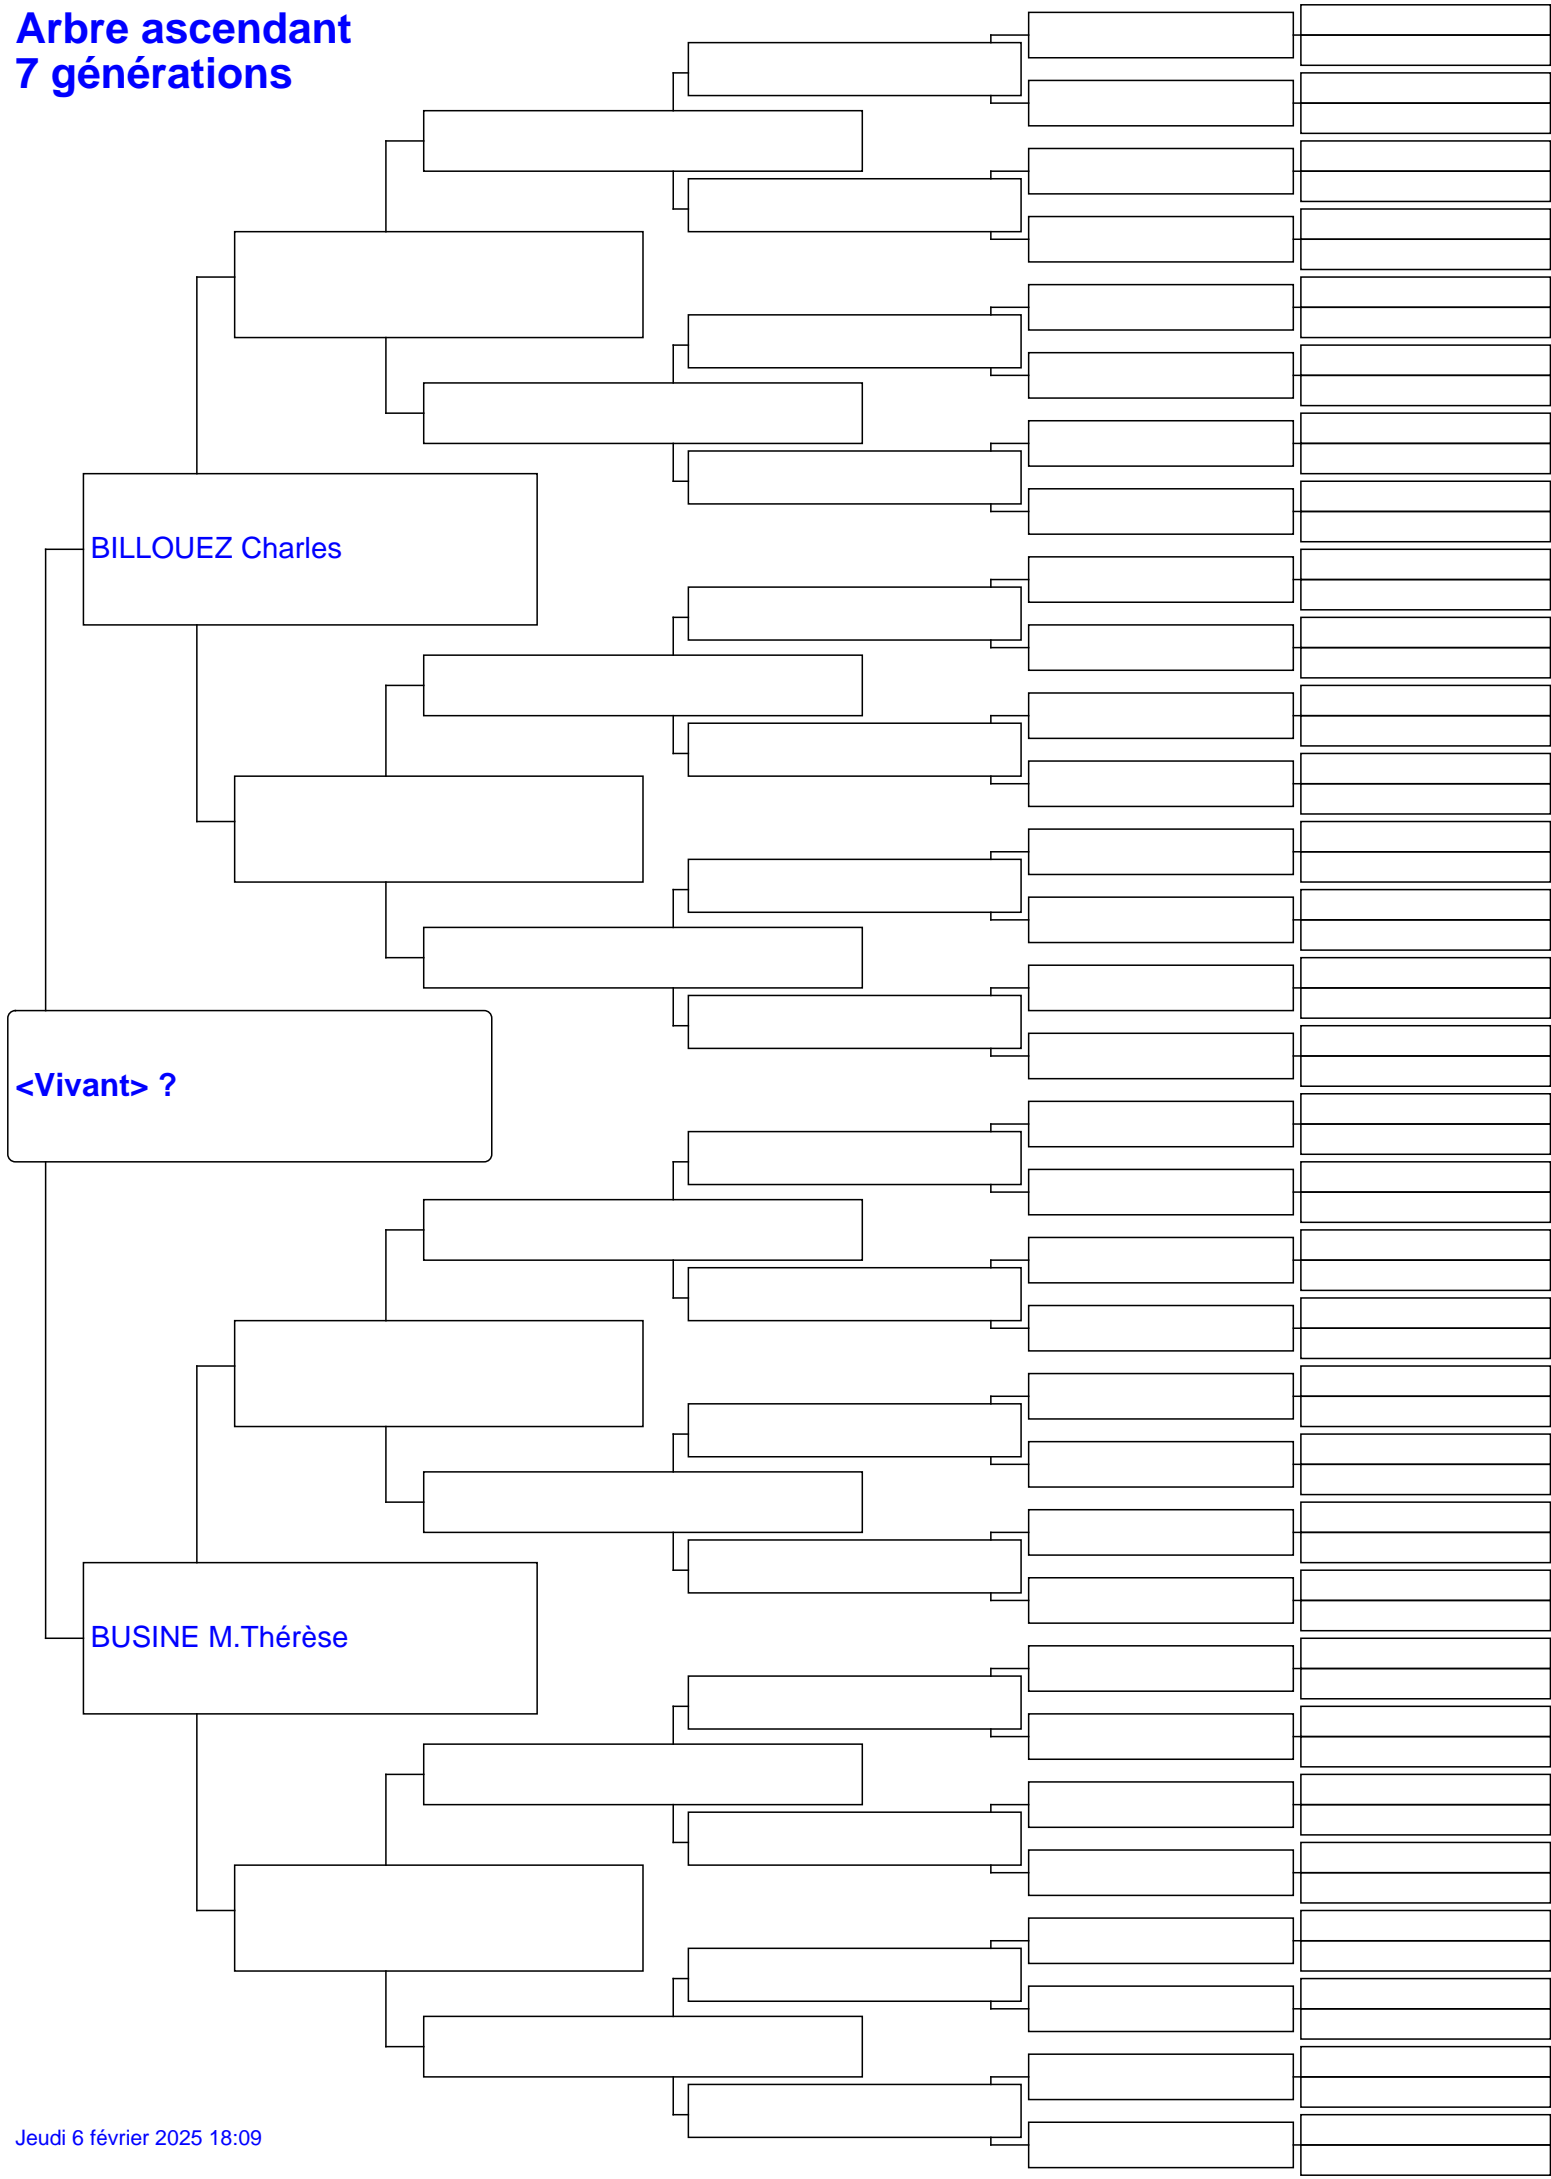 Arbre ascendant
7 générations
BILLOUEZ Charles
<Vivant> ?
BUSINE M.Thérèse
Jeudi 6 février 2025 18:09